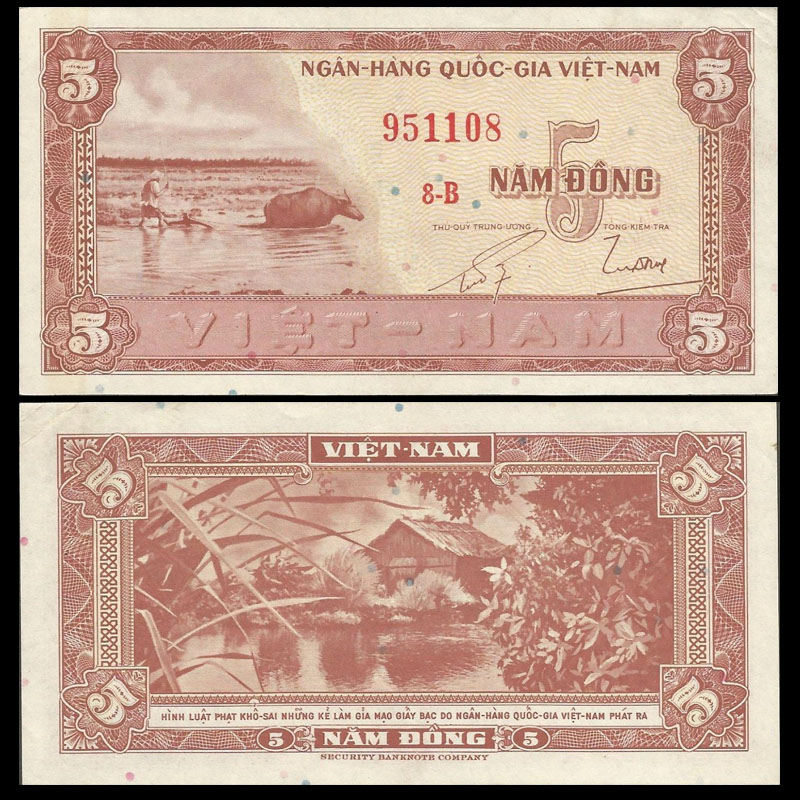 5 5
NGÂN-HÀNG QUỐC-GIA VIỆT-NAM
951108
5
8-B NĂM ĐỒNG
THỦ-QUỸ TRUNG-ƯƠNG TỔNG-KIỂM-TRA
5 VIỆT-NAM 5
VIỆT-NAM
5 5
5 5
HÌNH LUẬT PHẠT KHỔ-SAI NHỮNG KẺ LÀM GIẢ MẠO GIẤY BẠC DO NGÂN-HÀNG QUỐC-GIA VIỆT-NAM PHÁT RA
5 NĂM ĐỒNG 5
SECURITY BANKNOTE COMPANY